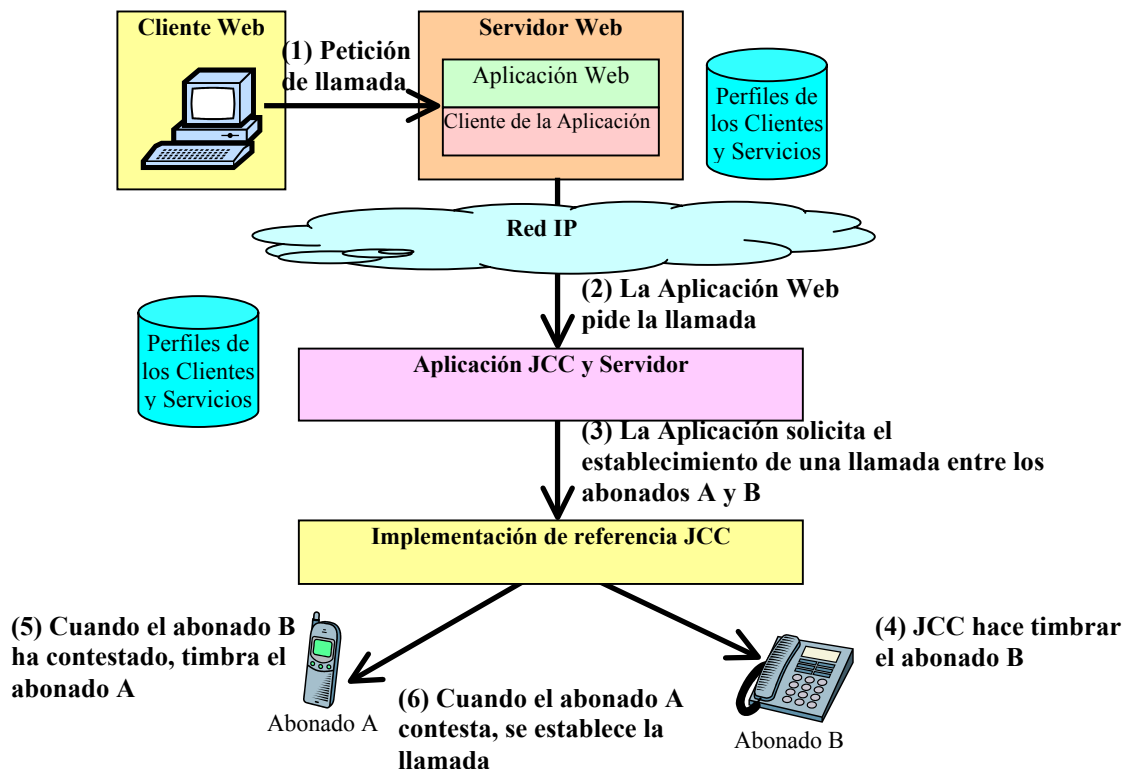 Cliente Web
(1) Petición
de llamada
Servidor Web
Aplicación Web
Cliente de la Aplicación
Perfiles de
los Clientes
y Servicios
Red IP
(2) La Aplicación Web
pide la llamada
Perfiles de
los Clientes
y Servicios
Aplicación JCC y Servidor
(3) La Aplicación solicita el
establecimiento de una llamada entre los
abonados A y B
Implementación de referencia JCC
(5) Cuando el abonado B
ha contestado, timbra el
abonado A
(4) JCC hace timbrar
el abonado B
Abonado A
(6) Cuando el abonado A
contesta, se establece la
llamada
Abonado B